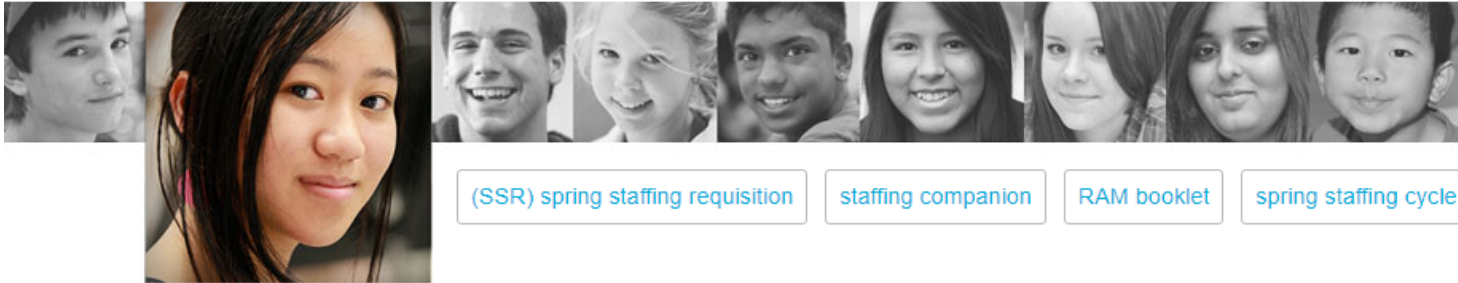 (SSR) spring staffing requisition
staffing companion
RAM booklet
spring staffing cycle